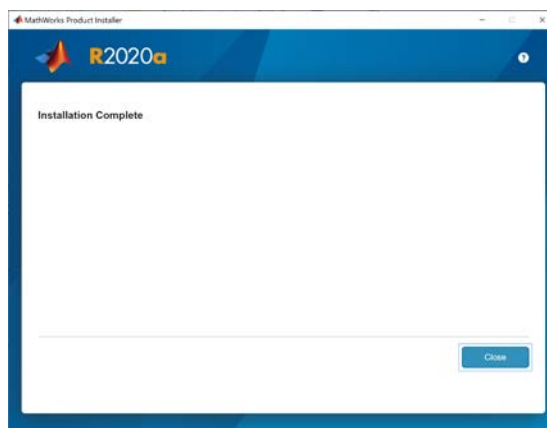 MathWorks Product Installer
R2020a
Installation Complete
Close